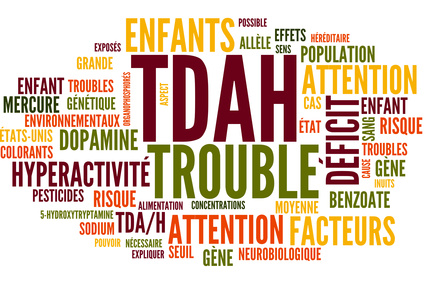 ENFANTS
POSSIBLE
EXPOSÉS
ALLÈLE
EFFETS
HÉRÉDITAIRE
SENS
POPULATION
GRANDE
TDAH
ATTENTION
ENFANT
TROUBLES
ORGANOPHOSPHORÉS
ASPECT
CAS
DÉFICIT
ENFANT
MERCURE
GÉNÉTIQUE
ENVIRONNEMENTAUX
ÉTAT
SANG
RISQUE
ÉTATS-UNIS
DOPAMINE
TROUBLE
CAUSE
TROUBLES
COLORANTS
HYPERACTIVITÉ
GÈNE
INUITS
PESTICIDES
RISQUE
ALIMENTATION
CONCENTRATIONS
MOYENNE
BENZOATE
5-HYDROXYTRYPTAMINE
TDA/H
SODIUM
ATTENTION
FACTEURS
POUVOIR
NÉCESSAIRE
EXPLIQUER
SEUIL
GÈNE
NEUROBIOLOGIQUE